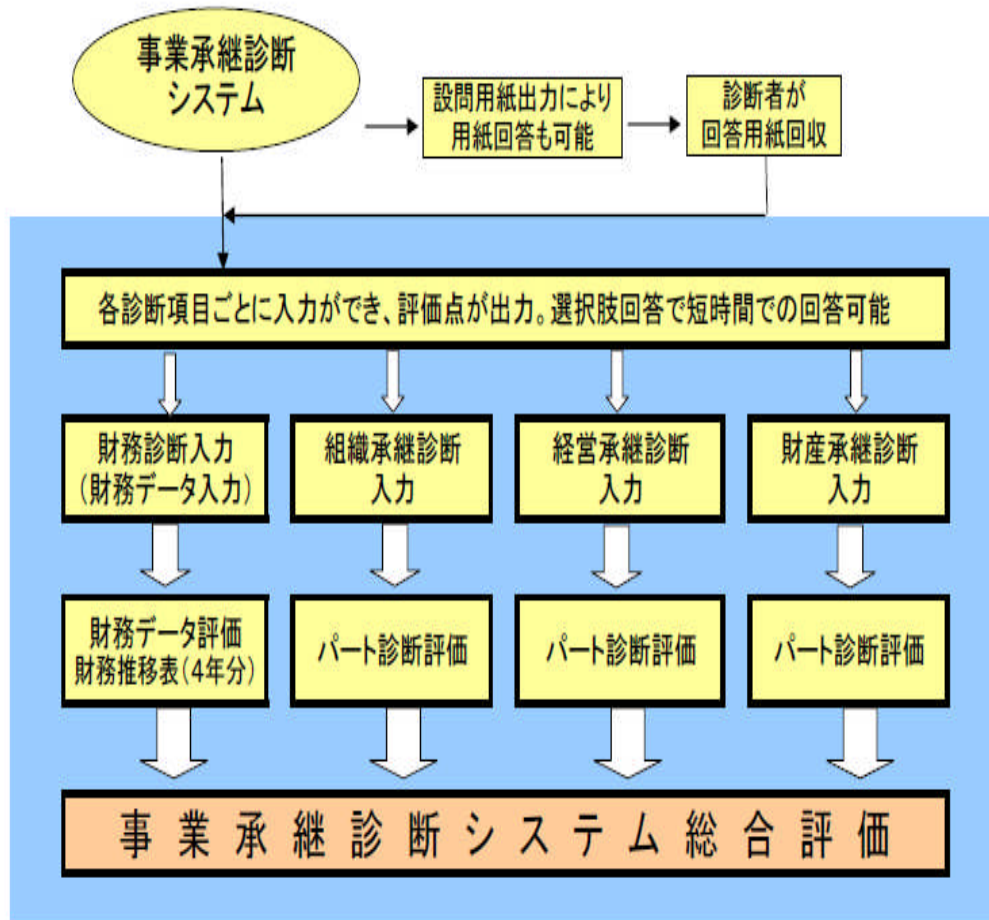 事業承継診断
システム
設問用紙出力により
用紙回答も可能
診断者が
回答用紙回収
各診断項目ごとに入力ができ、評価点が出力。選択肢回答で短時間での回答可能
財務診断入力
（財務データ入力）
組織承継診断
入力
経営承継診断
入力
財産承継診断
入力
財務データ評価
財務推移表（4年分）
パート診断評価
パート診断評価
パート診断評価
事業承継診断システム総合評価